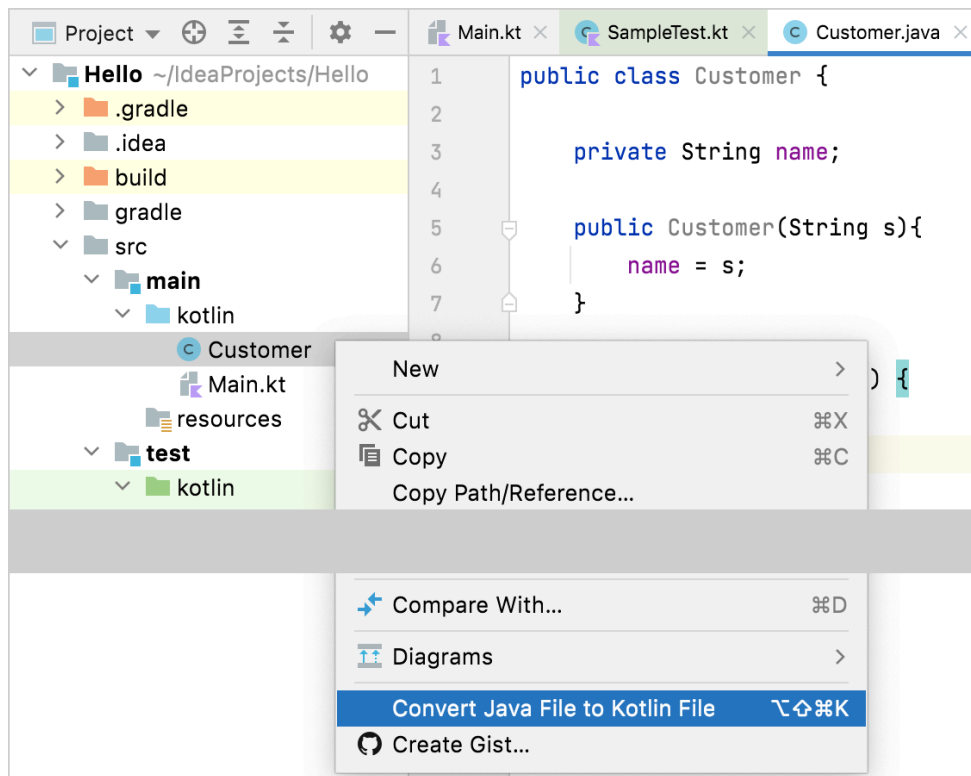 Project
Main.kt
SampleTest.kt
Customer.java
Hello ~/IdeaProjects/Hello
.gradle
.idea
build
gradle
src
main
kotlin
Customer
Main.kt
resources
test
kotlin
1 public class Customer {
2
3 private String name;
4
5 public Customer(String s){
6 name = s;
7 }
) {
New
Cut ⌘X
Copy ⌘C
Copy Path/Reference...
Compare With... ⌘D
Diagrams
Convert Java File to Kotlin File ⌥⇧⌘K
Create Gist...